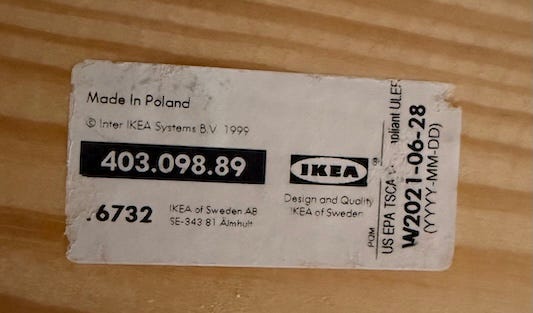 Made In Poland
© Inter IKEA Systems B.V. 1999
403.098.89
IKEA®
.6732
IKEA of Sweden AB
SE-343 81 Älmhult
Design and Quality
IKEA of Sweden
PQM
US EPA TSCA
W2021-06-28
(YYYY-MM-DD)